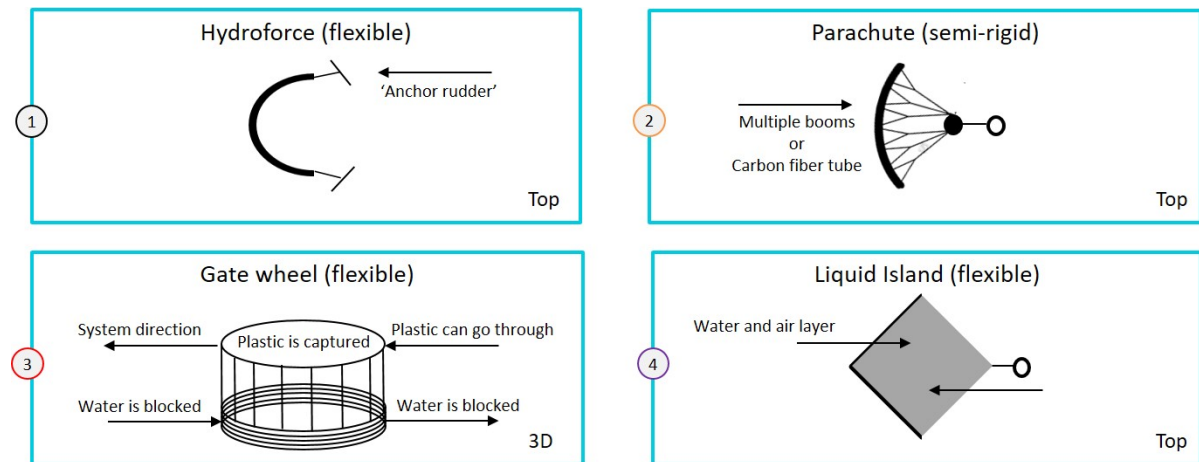 Hydroforce (flexible)
'Anchor rudder'
1
Top
Parachute (semi-rigid)
Multiple booms
or
Carbon fiber tube
2
Top
Gate wheel (flexible)
System direction
Plastic is captured
Plastic can go through
3
Water is blocked
Water is blocked
3D
Liquid Island (flexible)
Water and air layer
4
Top